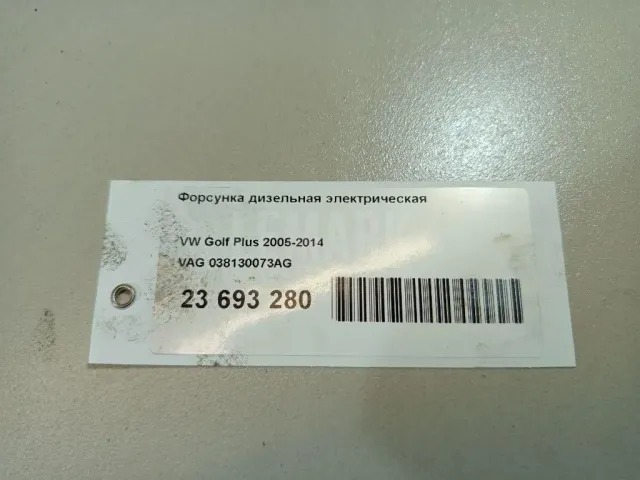 Форсунка дизельная электрическая
VW Golf Plus 2005-2014
VAG 038130073AG
23 693 280